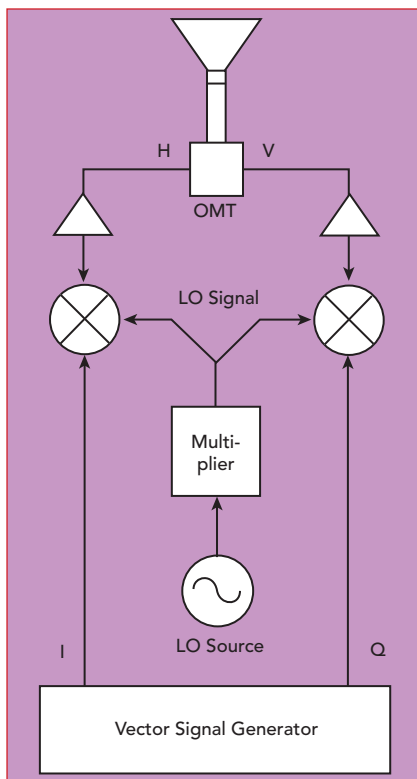 H
V
OMT
LO Signal
Multi-
plier
LO Source
I
Q
Vector Signal Generator